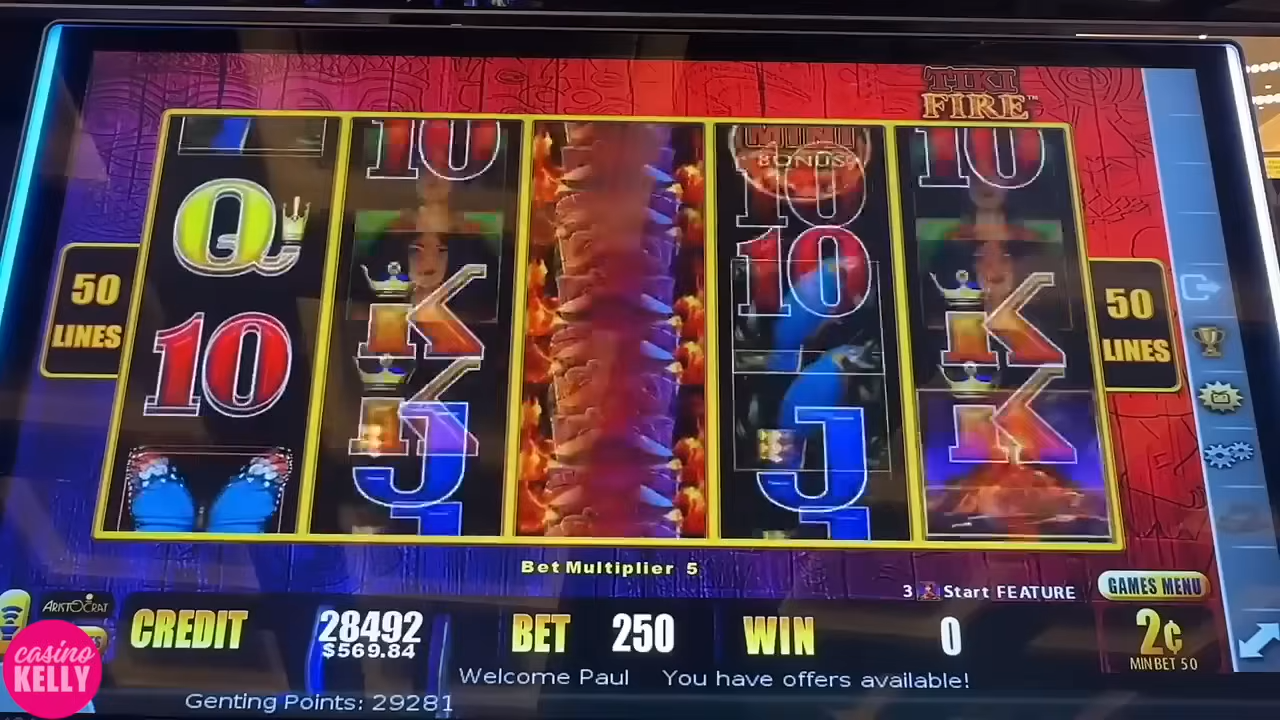 TIKI
FIRE™
10
10
MINI
BONUS
10
Q
10
10
50
LINES
K
K
50
LINES
10
K
K
J
J
J
J
Bet Multiplier 5
3 Start FEATURE
GAMES MENU
ARISTOCRAT
CREDIT
28492
$569.84
BET
250
WIN
0
2¢
MIN BET 50
casino
KELLY
Welcome Paul You have offers available!
Genting Points: 29281